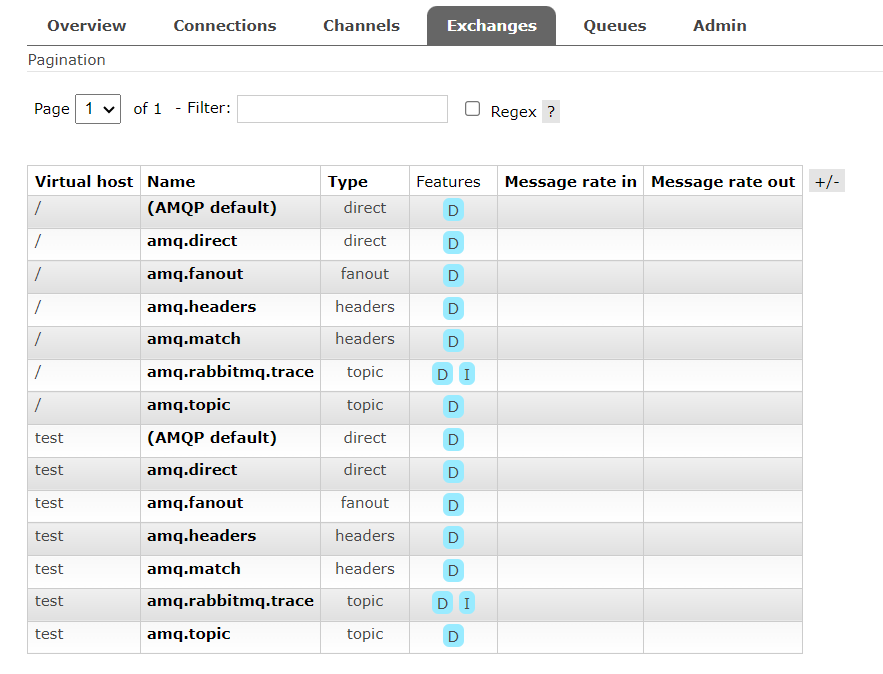 Overview Connections Channels Exchanges Queues Admin
Pagination
Page 1 of 1 - Filter: Regex ?
Virtual host Name Type Features Message rate in Message rate out +/-
/ (AMQP default) direct D
/ amq.direct direct D
/ amq.fanout fanout D
/ amq.headers headers D
/ amq.match headers D
/ amq.rabbitmq.trace topic D I
/ amq.topic topic D
test (AMQP default) direct D
test amq.direct direct D
test amq.fanout fanout D
test amq.headers headers D
test amq.match headers D
test amq.rabbitmq.trace topic D I
test amq.topic topic D